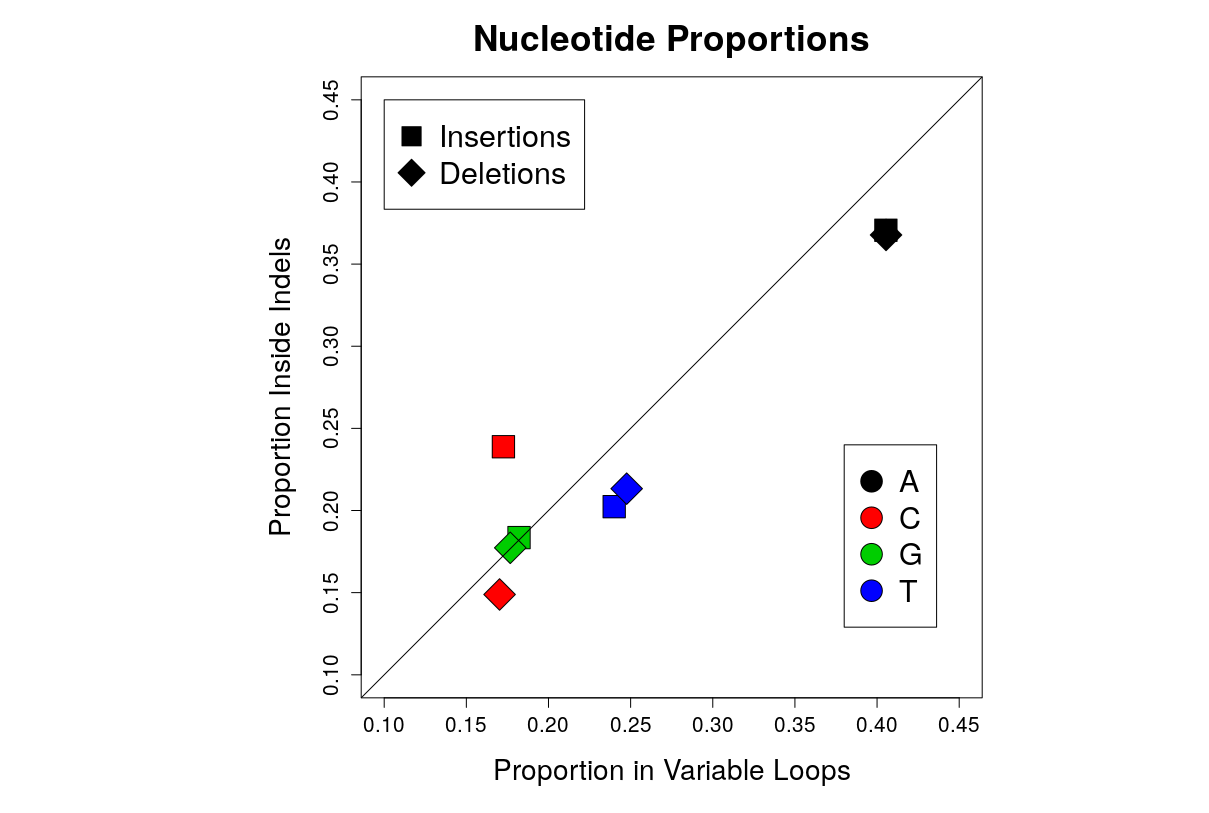 Nucleotide Proportions
Insertions
Deletions
Proportion Inside Indels
0.45
0.40
0.35
0.30
0.25
0.20
0.15
0.10
A
C
G
T
0.10 0.15 0.20 0.25 0.30 0.35 0.40 0.45
Proportion in Variable Loops